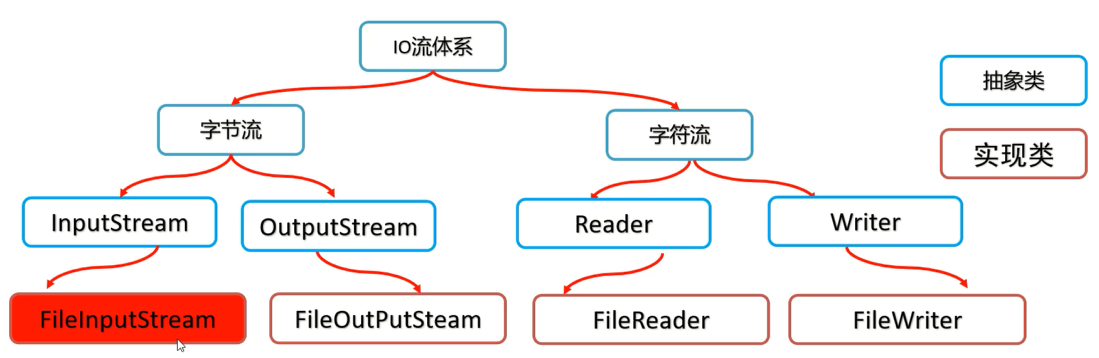 IO流体系
抽象类
字节流
字符流
实现类
InputStream
OutputStream
Reader
Writer
FileInputStream
FileOutPutSteam
FileReader
FileWriter